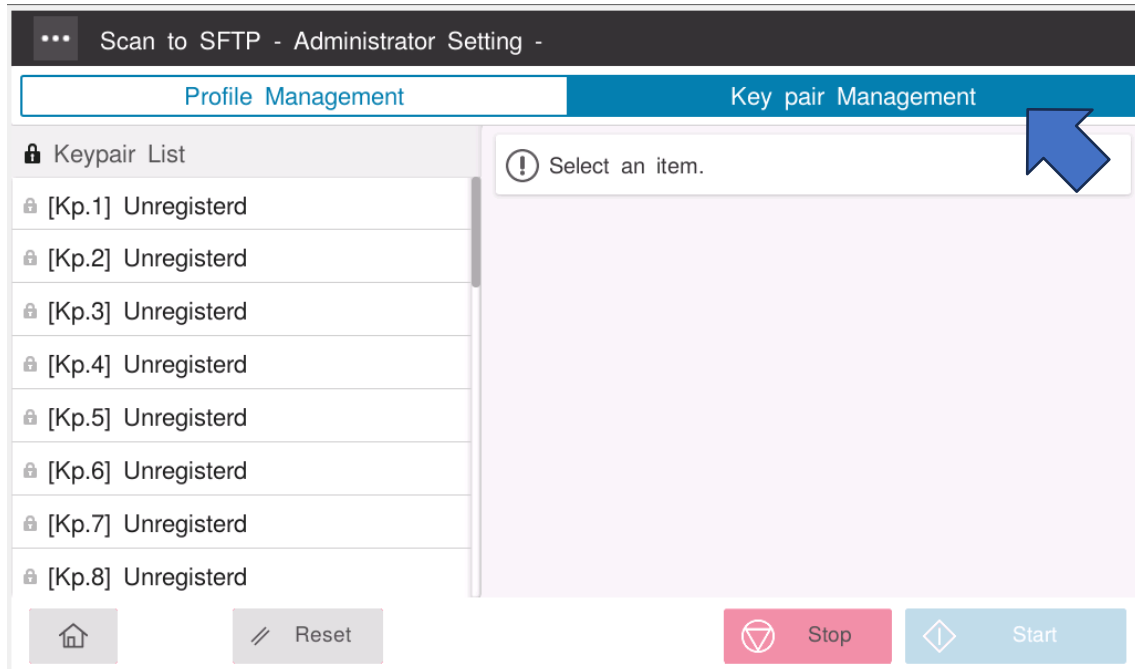 Scan to SFTP - Administrator Setting -
Profile Management
Key pair Management
Keypair List
Select an item.
[Kp.1] Unregisterd
[Kp.2] Unregisterd
[Kp.3] Unregisterd
[Kp.4] Unregisterd
[Kp.5] Unregisterd
[Kp.6] Unregisterd
[Kp.7] Unregisterd
[Kp.8] Unregisterd
Reset
Stop
Start